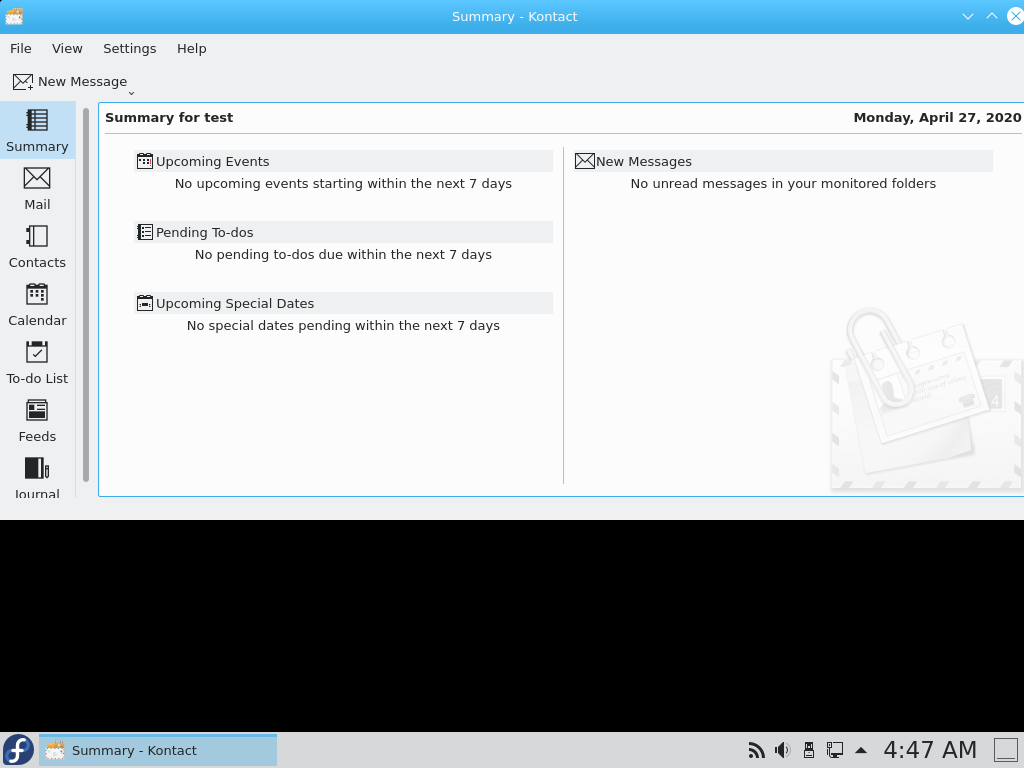 Summary - Kontact
File View Settings Help
New Message
Summary
Mail
Contacts
Calendar
To-do List
Feeds
Journal
Summary for test
Monday, April 27, 2020
Upcoming Events
No upcoming events starting within the next 7 days
Pending To-dos
No pending to-dos due within the next 7 days
Upcoming Special Dates
No special dates pending within the next 7 days
New Messages
No unread messages in your monitored folders
Summary - Kontact
4:47 AM